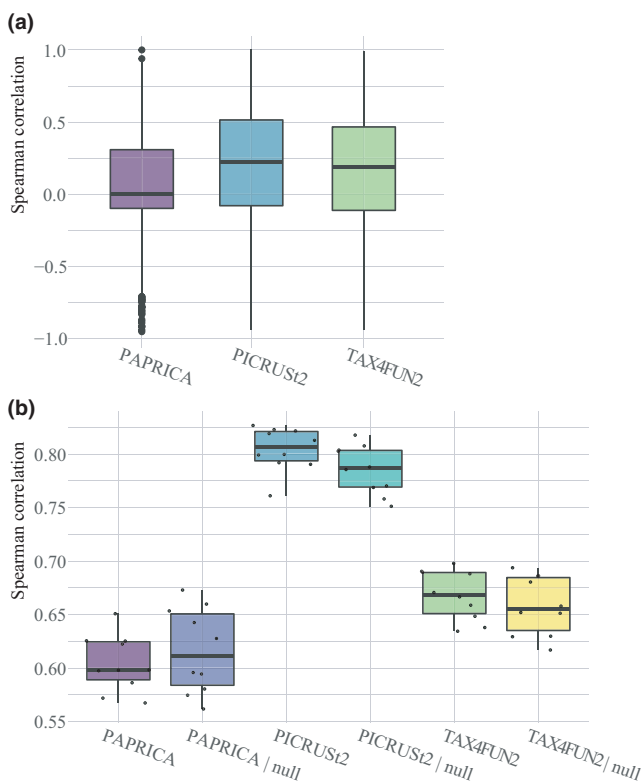 (a)
Spearman correlation
1.0
0.5
0.0
−0.5
−1.0
PAPRICA
PICRUSt2
TAX4FUN2
(b)
Spearman correlation
0.80
0.75
0.70
0.65
0.60
0.55
PAPRICA
PAPRICA | null
PICRUSt2
PICRUSt2 | null
TAX4FUN2
TAX4FUN2 | null